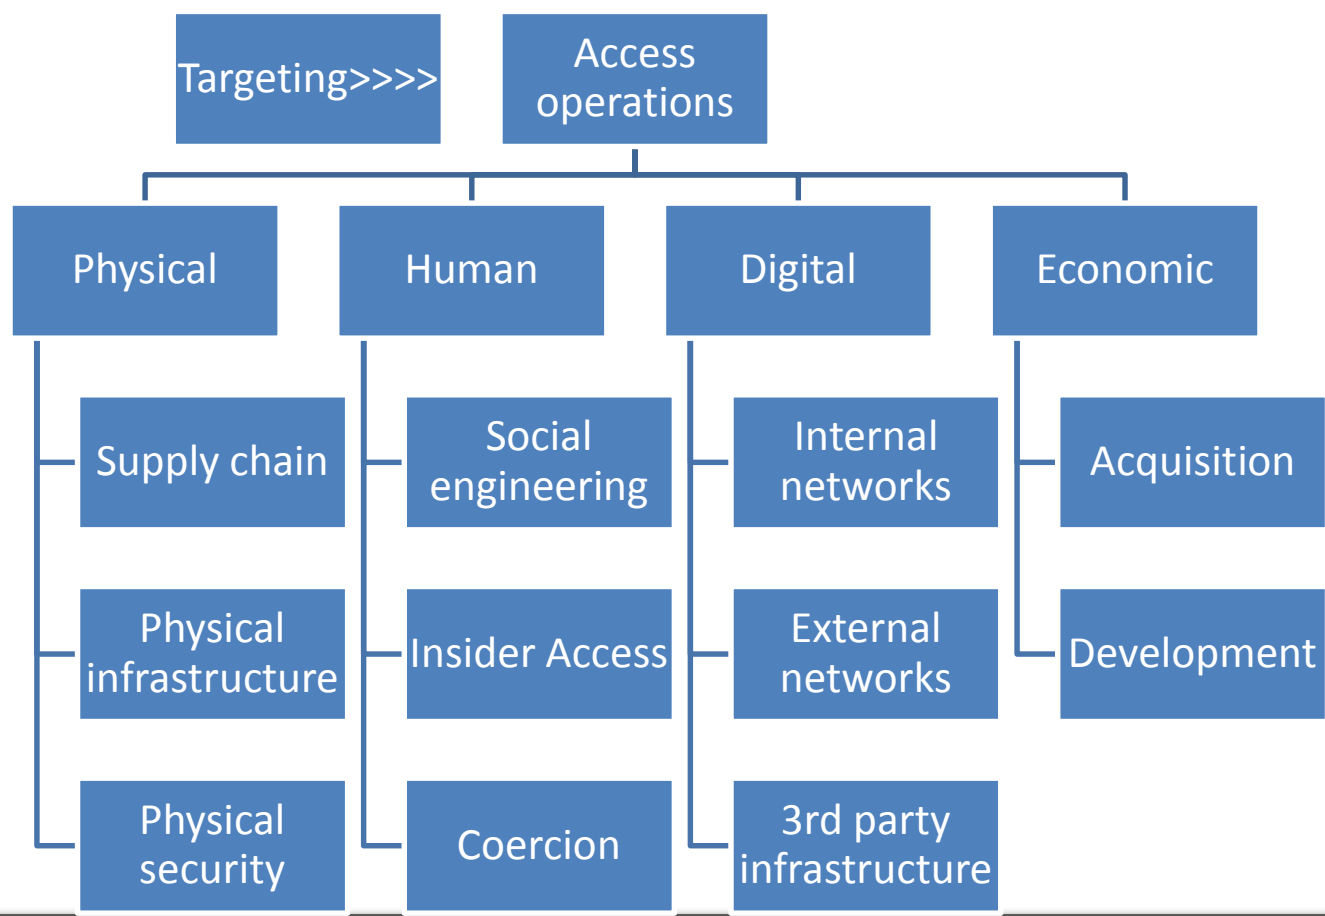 Targeting>>>>
Access
operations
Physical
Human
Digital
Economic
Supply chain
Social
engineering
Internal
networks
Acquisition
Physical
infrastructure
Insider Access
External
networks
Development
Physical
security
Coercion
3rd party
infrastructure